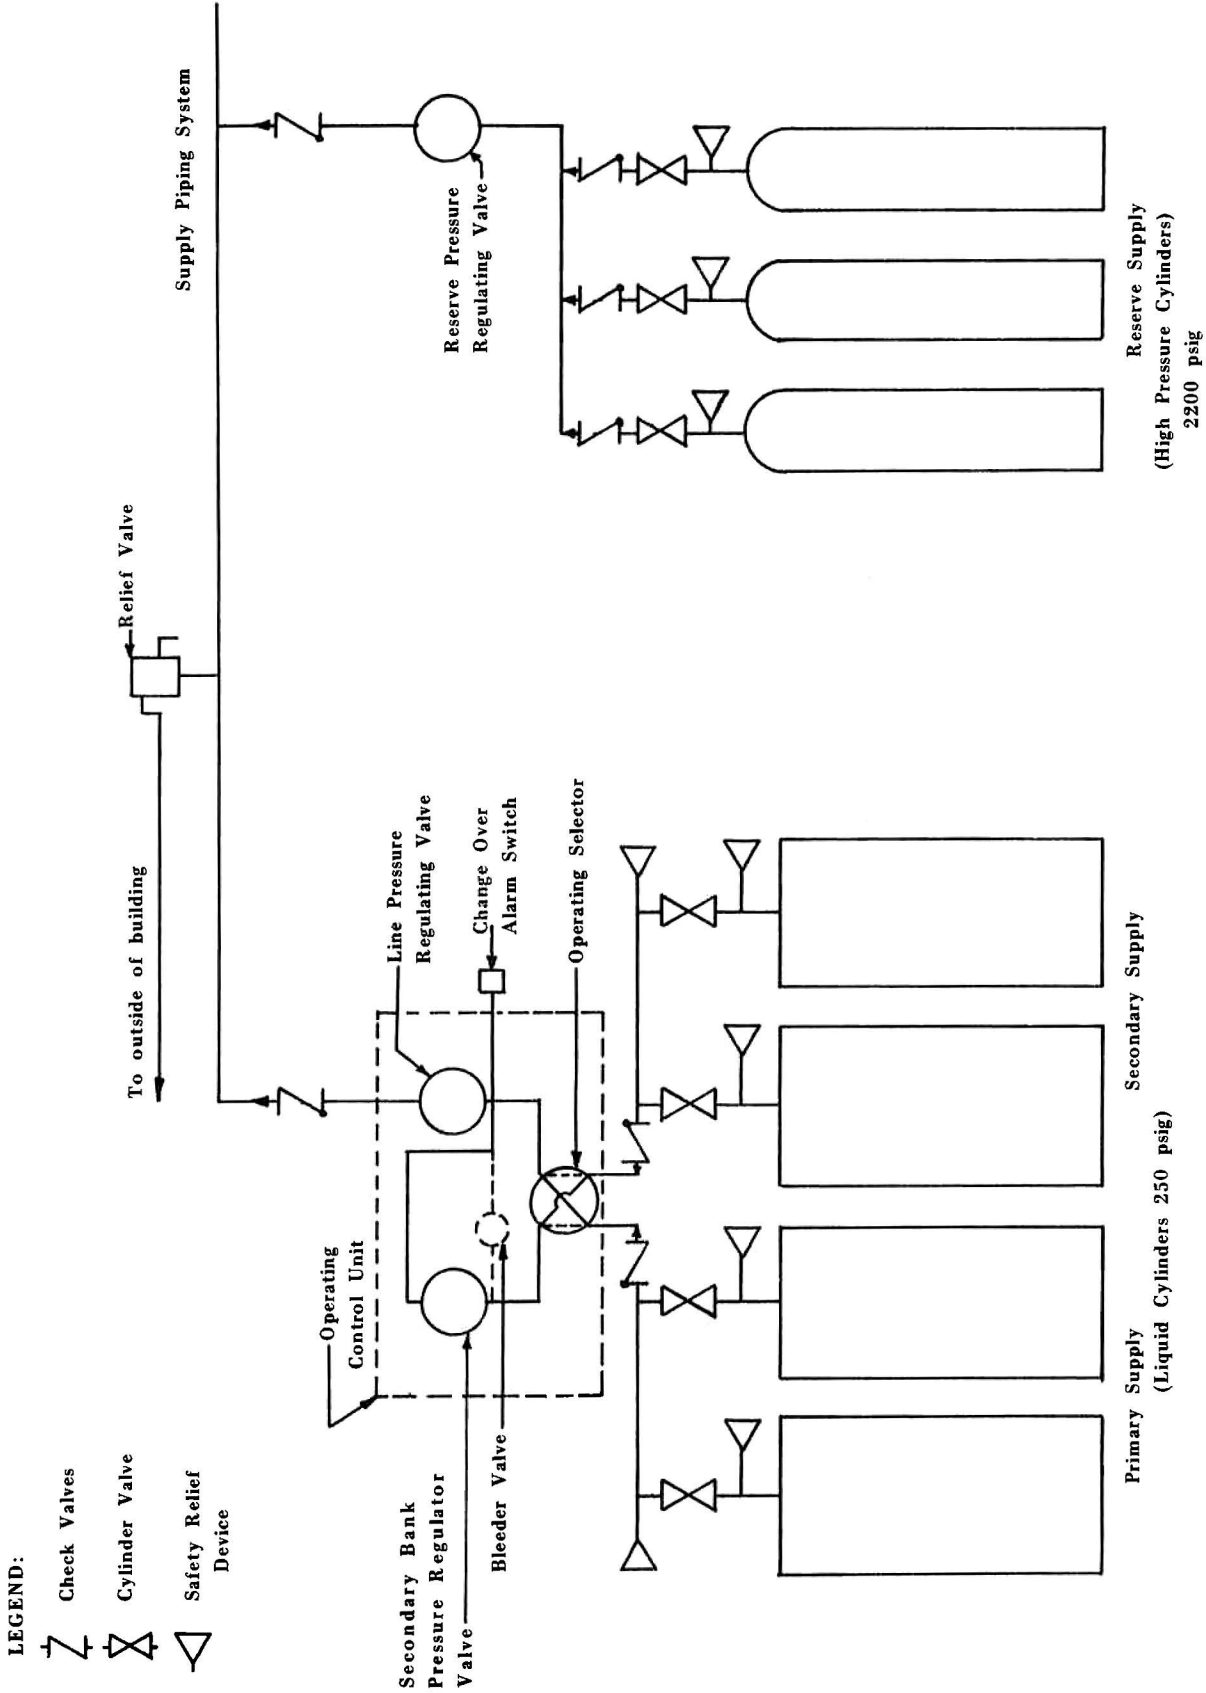 LEGEND:
Check Valves
Cylinder Valve
Safety Relief
Device
To outside of building
Relief Valve
Supply Piping System
Operating
Control Unit
Line Pressure
Regulating Valve
Change Over
Alarm Switch
Operating Selector
Reserve Pressure
Regulating Valve
Secondary Bank
Pressure Regulator
Valve
Bleeder Valve
Primary Supply
Secondary Supply
(Liquid Cylinders 250 psig)
Reserve Supply
(High Pressure Cylinders)
2200 psig